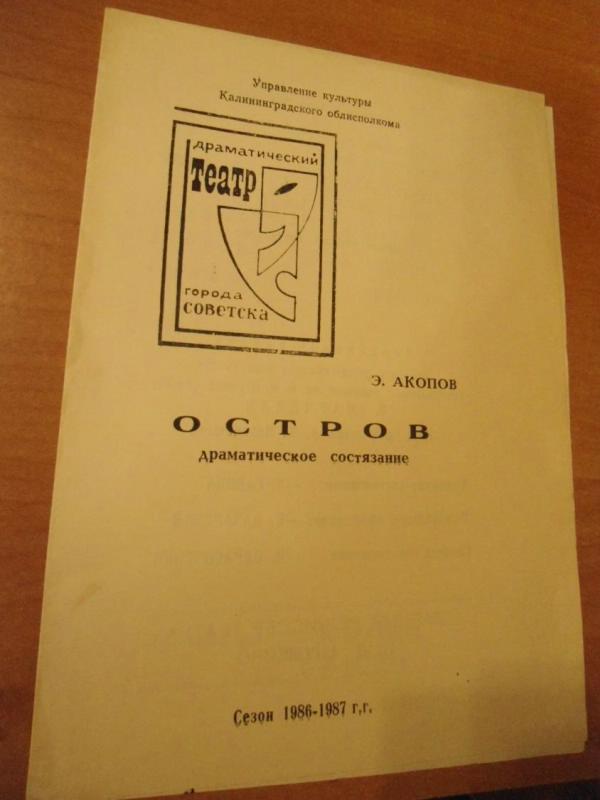 Управление культуры
Калининградского облисполкома
драматический
театр
города
советска
Э. АКОПОВ
ОСТРОВ
драматическое состязание
Сезон 1986-1987 г.г.